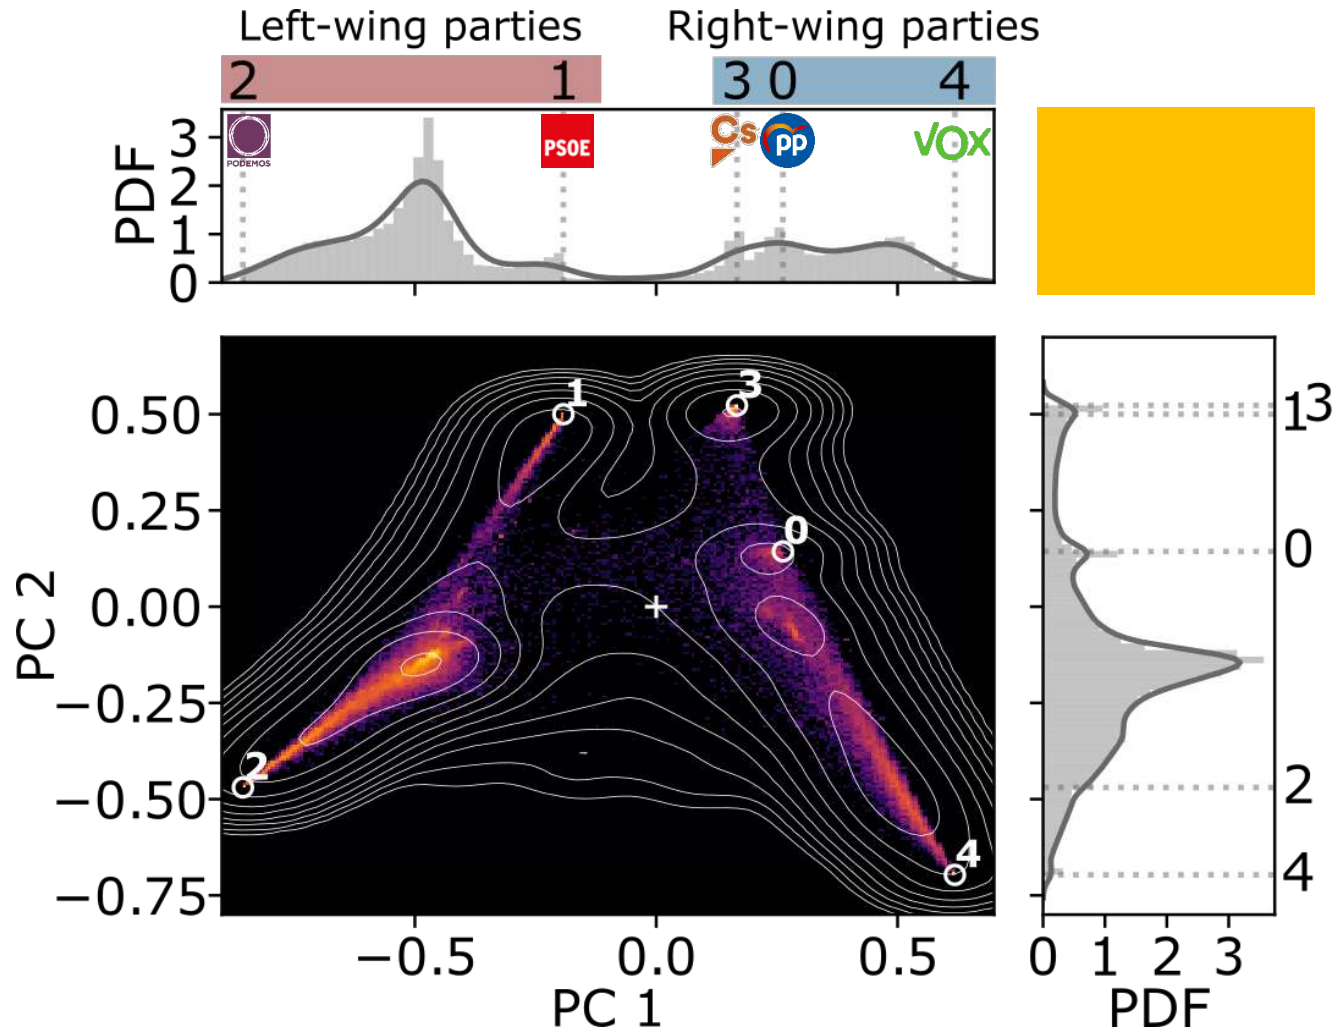 Left-wing parties Right-wing parties
2 1 3 0 4
PODEMOS PSOE Cs pp VOX
PDF
3
2
1
0
1 3
0.50
13
0.25
0
0
PC 2
0.00
−0.25
2
−0.50
2
4
−0.75
4
−0.5 0.0 0.5
0 1 2 3
PC 1
PDF